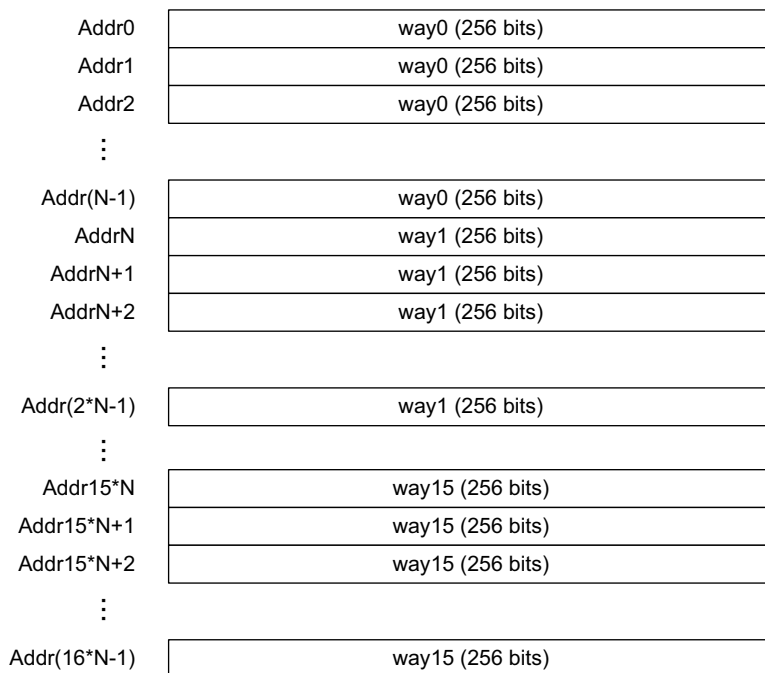 Addr0 way0 (256 bits)
Addr1 way0 (256 bits)
Addr2 way0 (256 bits)
⋮
Addr(N-1) way0 (256 bits)
AddrN way1 (256 bits)
AddrN+1 way1 (256 bits)
AddrN+2 way1 (256 bits)
⋮
Addr(2*N-1) way1 (256 bits)
⋮
Addr15*N way15 (256 bits)
Addr15*N+1 way15 (256 bits)
Addr15*N+2 way15 (256 bits)
⋮
Addr(16*N-1) way15 (256 bits)